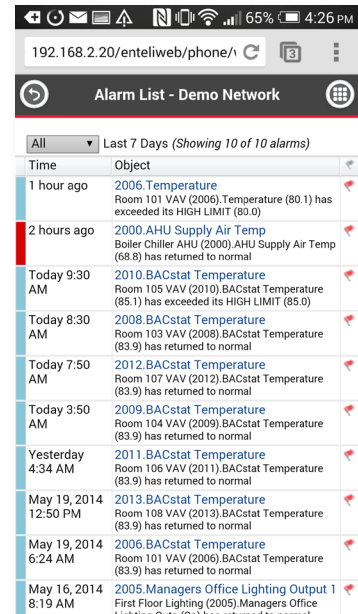 65% 4:26 PM
192.168.2.20/enteliweb/phone/ 3
Alarm List - Demo Network
All Last 7 Days (Showing 10 of 10 alarms)
Time Object
1 hour ago 2006.Temperature
Room 101 VAV (2006).Temperature (80.1) has
exceeded its HIGH LIMIT (80.0)
2 hours ago 2000.AHU Supply Air Temp
Boiler Chiller AHU (2000).AHU Supply Air Temp
(68.8) has returned to normal
Today 9:30 2010.BACstat Temperature
AM Room 105 VAV (2010).BACstat Temperature
(85.1) has exceeded its HIGH LIMIT (85.0)
Today 8:30 2008.BACstat Temperature
AM Room 103 VAV (2008).BACstat Temperature
(83.9) has returned to normal
Today 7:50 2012.BACstat Temperature
AM Room 107 VAV (2012).BACstat Temperature
(83.9) has returned to normal
Today 3:50 2009.BACstat Temperature
AM Room 104 VAV (2009).BACstat Temperature
(83.9) has returned to normal
Yesterday 2011.BACstat Temperature
4:34 AM Room 106 VAV (2011).BACstat Temperature
(83.9) has returned to normal
May 19, 2014 2013.BACstat Temperature
12:50 PM Room 108 VAV (2013).BACstat Temperature
(83.9) has returned to normal
May 19, 2014 2006.BACstat Temperature
6:24 AM Room 101 VAV (2006).BACstat Temperature
(83.9) has returned to normal
May 16, 2014 2005.Managers Office Lighting Output 1
8:19 AM First Floor Lighting (2005).Managers Office